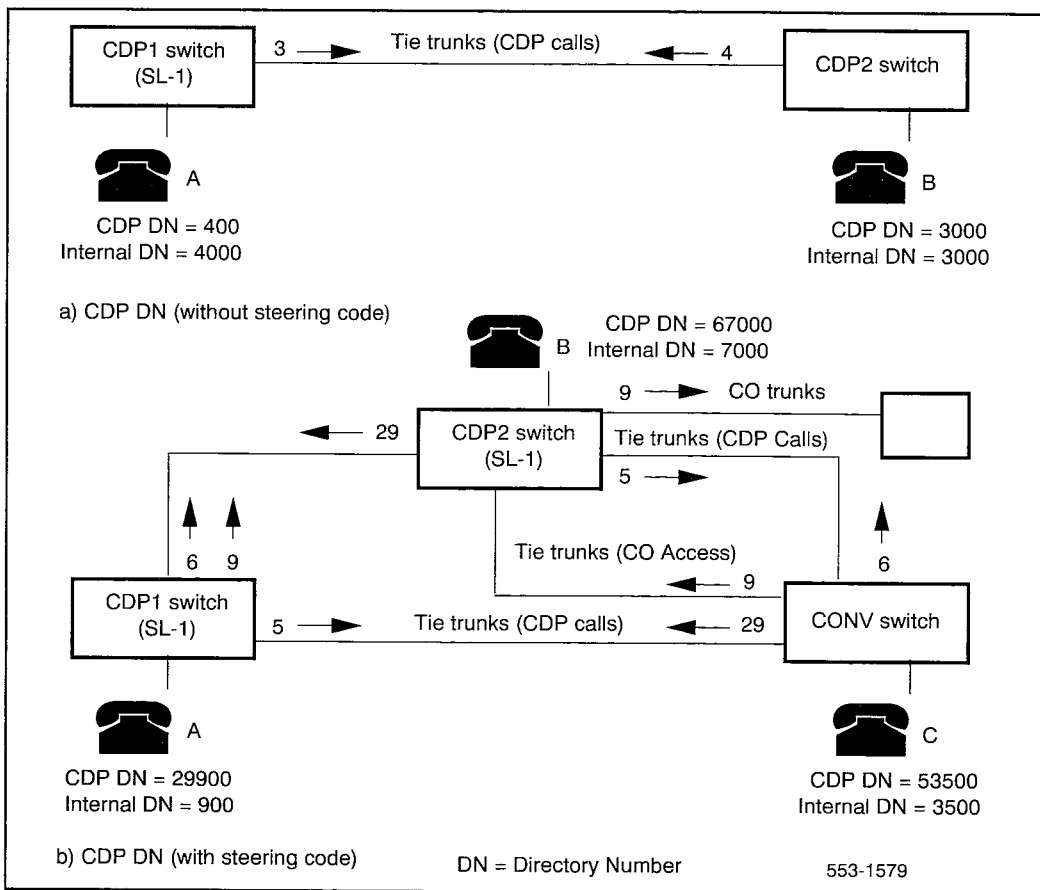 CDP1 switch
(SL-1)
3
Tie trunks (CDP calls)
4
CDP2 switch
A
CDP DN = 400
Internal DN = 4000
B
CDP DN = 3000
Internal DN = 3000
a) CDP DN (without steering code)
B
CDP DN = 67000
Internal DN = 7000
9
CO trunks
29
CDP2 switch
(SL-1)
Tie trunks (CDP Calls)
5
6
9
Tie trunks (CO Access)
9
6
CDP1 switch
(SL-1)
5
Tie trunks (CDP calls)
29
CONV switch
A
CDP DN = 29900
Internal DN = 900
C
CDP DN = 53500
Internal DN = 3500
b) CDP DN (with steering code)
DN = Directory Number
553-1579